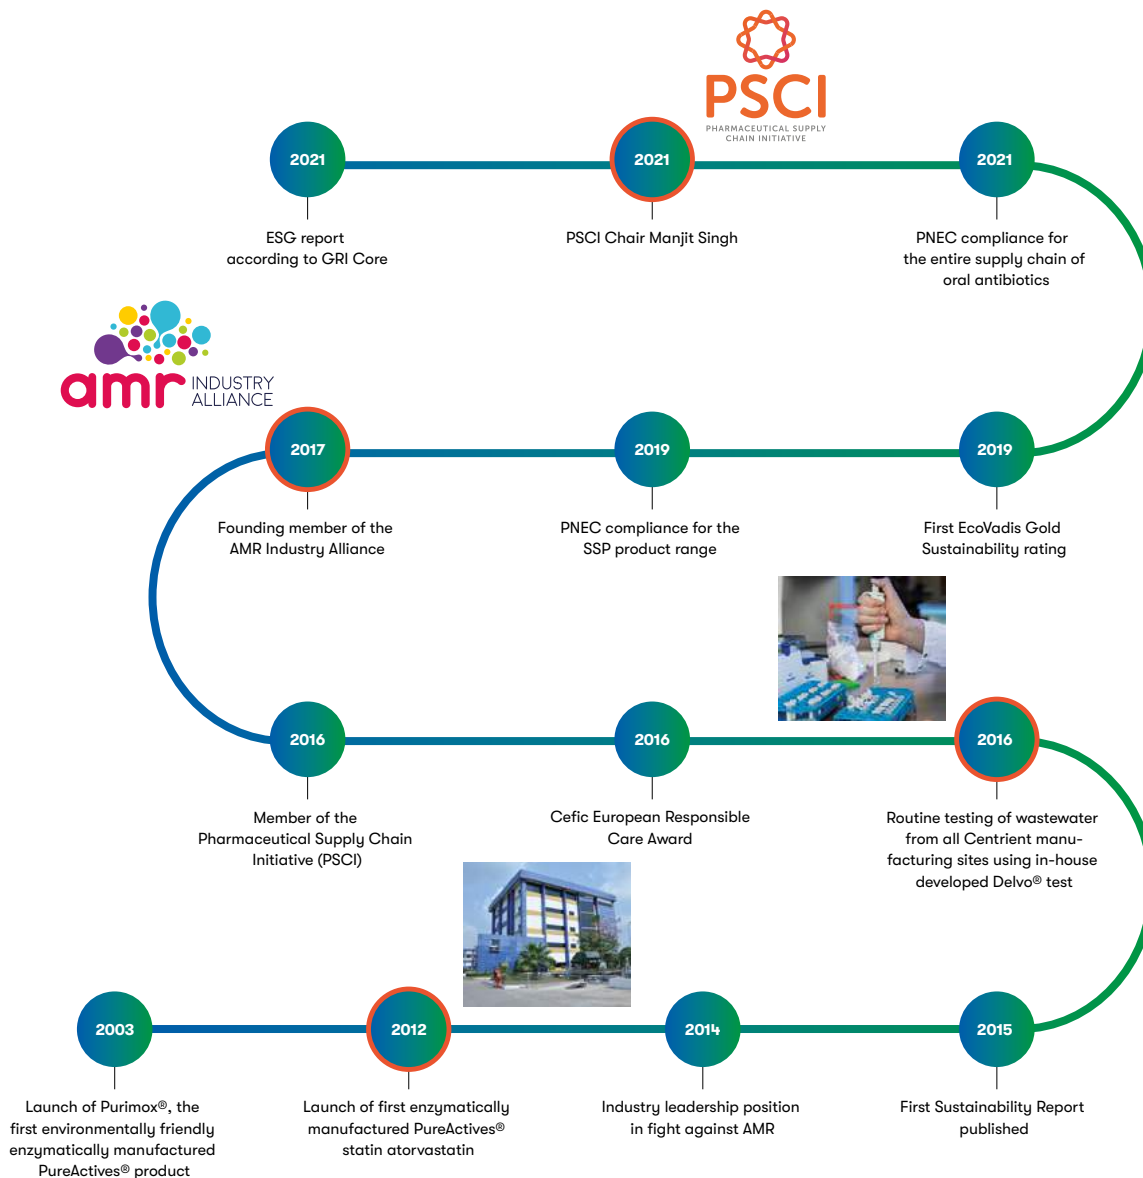 PSCI
PHARMACEUTICAL SUPPLY
CHAIN INITIATIVE
2021
2021
2021
ESG report
according to GRI Core
PSCI Chair Manjit Singh
PNEC compliance for
the entire supply chain of
oral antibiotics
amr INDUSTRY
ALLIANCE
2017
2019
2019
Founding member of the
AMR Industry Alliance
PNEC compliance for the
SSP product range
First EcoVadis Gold
Sustainability rating
2016
2016
2016
Member of the
Pharmaceutical Supply Chain
Initiative (PSCI)
Cefic European Responsible
Care Award
Routine testing of wastewater
from all Centrient manu-
facturing sites using in-house
developed Delvo® test
2003
2012
2014
2015
Launch of Purimox®, the
first environmentally friendly
enzymatically manufactured
PureActives® product
Launch of first enzymatically
manufactured PureActives®
statin atorvastatin
Industry leadership position
in fight against AMR
First Sustainability Report
published